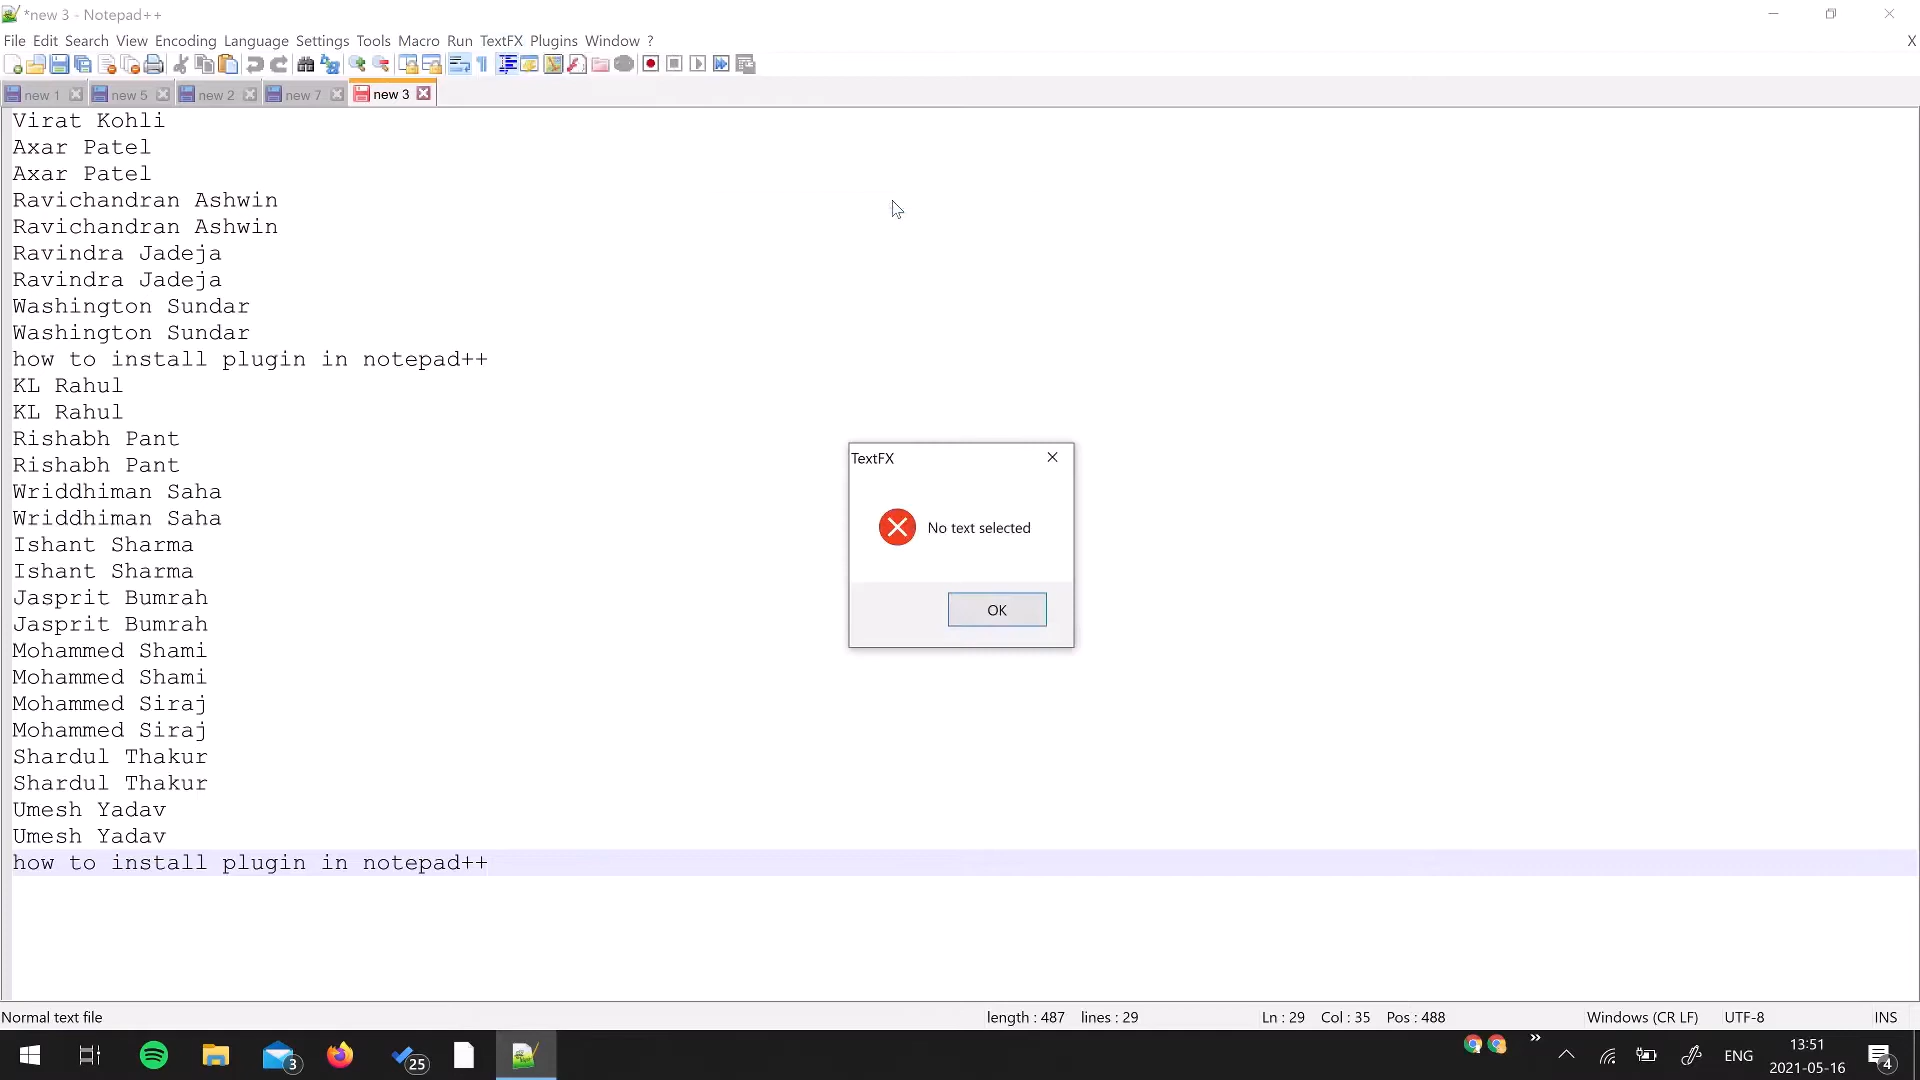 *new 3 - Notepad++
File Edit Search View Encoding Language Settings Tools Macro Run TextFX Plugins Window ?
X
new 1 new 5 new 2 new 7 new 3
Virat Kohli
Axar Patel
Axar Patel
Ravichandran Ashwin
Ravichandran Ashwin
Ravindra Jadeja
Ravindra Jadeja
Washington Sundar
Washington Sundar
how to install plugin in notepad++
KL Rahul
KL Rahul
Rishabh Pant
Rishabh Pant
Wriddhiman Saha
Wriddhiman Saha
Ishant Sharma
Ishant Sharma
Jasprit Bumrah
Jasprit Bumrah
Mohammed Shami
Mohammed Shami
Mohammed Siraj
Mohammed Siraj
Shardul Thakur
Shardul Thakur
Umesh Yadav
Umesh Yadav
how to install plugin in notepad++
TextFX
No text selected
OK
Normal text file length : 487 lines : 29 Ln : 29 Col : 35 Pos : 488 Windows (CR LF) UTF-8 INS
3 25 ENG 13:51 4
2021-05-16